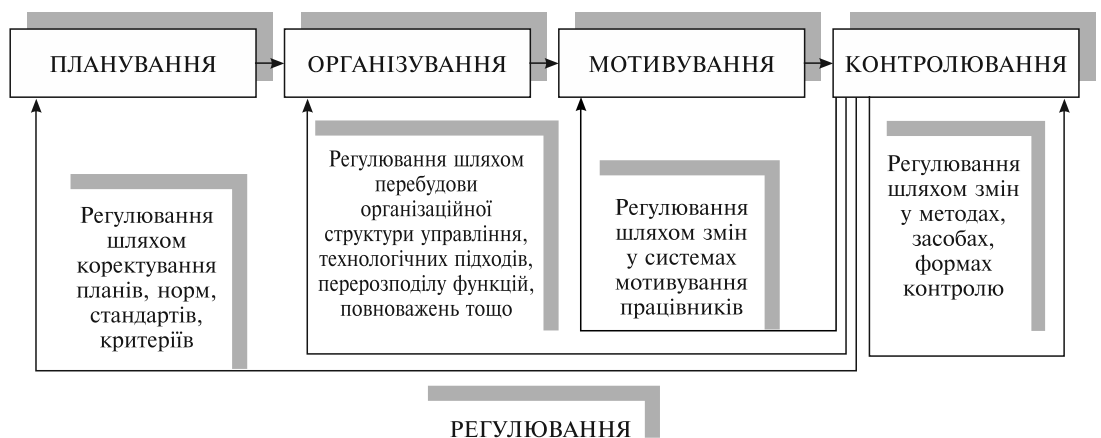 ПЛАНУВАННЯ
ОРГАНІЗУВАННЯ
МОТИВУВАННЯ
КОНТРОЛЮВАННЯ
Регулювання
шляхом
коректування
планів, норм,
стандартів,
критеріїв
Регулювання шляхом
перебудови
організаційної
структури управління,
технологічних підходів,
перерозподілу функцій,
повноважень тощо
Регулювання
шляхом змін
у системах
мотивування
працівників
Регулювання
шляхом змін
у методах,
засобах,
формах
контролю
РЕГУЛЮВАННЯ